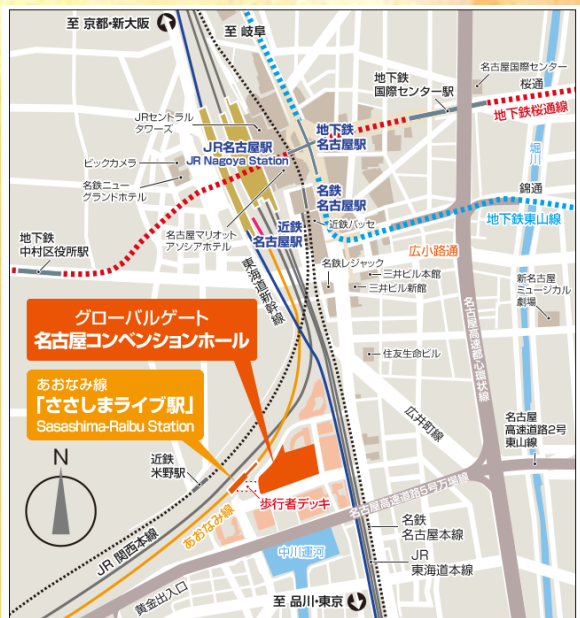 至 京都・新大阪
至 岐阜
地下鉄
国際センター駅
名古屋国際センター
桜通
地下鉄桜通線
JRセントラル
タワーズ
JR名古屋駅
JR Nagoya Station
地下鉄
名古屋駅
堀川
ビックカメラ
名鉄ニュー
グランドホテル
名鉄
名古屋駅
錦通
地下鉄東山線
近鉄パッセ
名古屋マリオット
アソシアホテル
近鉄
名古屋駅
地下鉄
中村区役所駅
広小路通
名鉄レジャック
三井ビル本館
三井ビル新館
新名古屋
ミュージカル
劇場
東海道新幹線
名古屋高速都心環状線
グローバルゲート
名古屋コンベンションホール
住友生命ビル
あおなみ線
「ささしまライブ駅」
Sasashima-Raibu Station
広井町線
名古屋
高速道路2号
東山線
N
近鉄
米野駅
歩行者デッキ
名古屋高速道路5号万場線
あおなみ線
JR 関西本線
中川運河
名鉄
名古屋本線
JR
東海道本線
黄金出入口
至 品川・東京